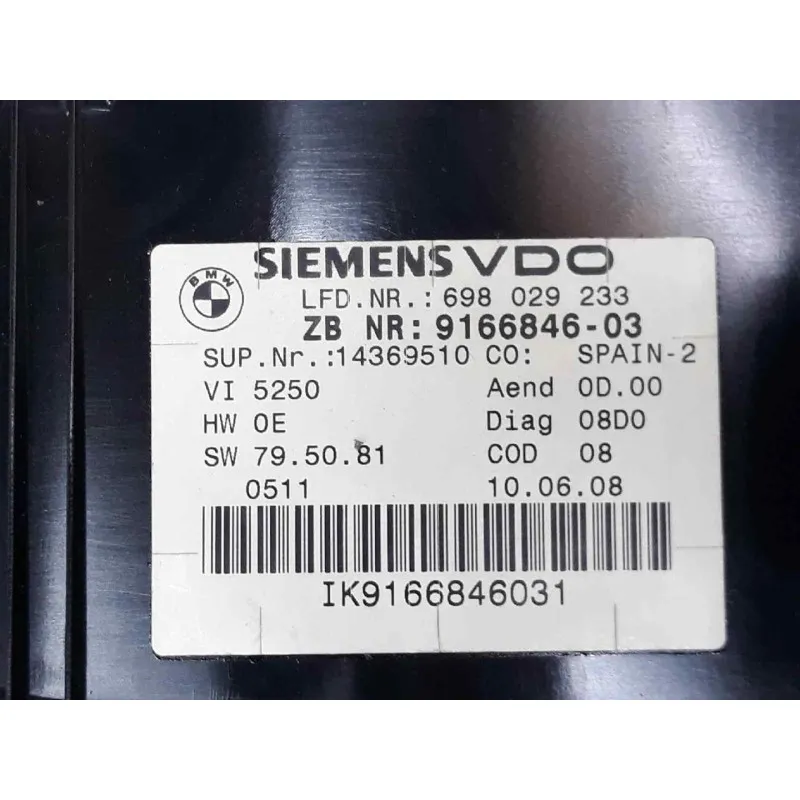 BMW
SIEMENS VDO
LFD.NR.: 698 029 233
ZB NR: 9166846-03
SUP.Nr.:14369510 CO: SPAIN-2
VI 5250 Aend 0D.00
HW 0E Diag 08D0
SW 79.50.81 COD 08
0511 10.06.08
IK9166846031